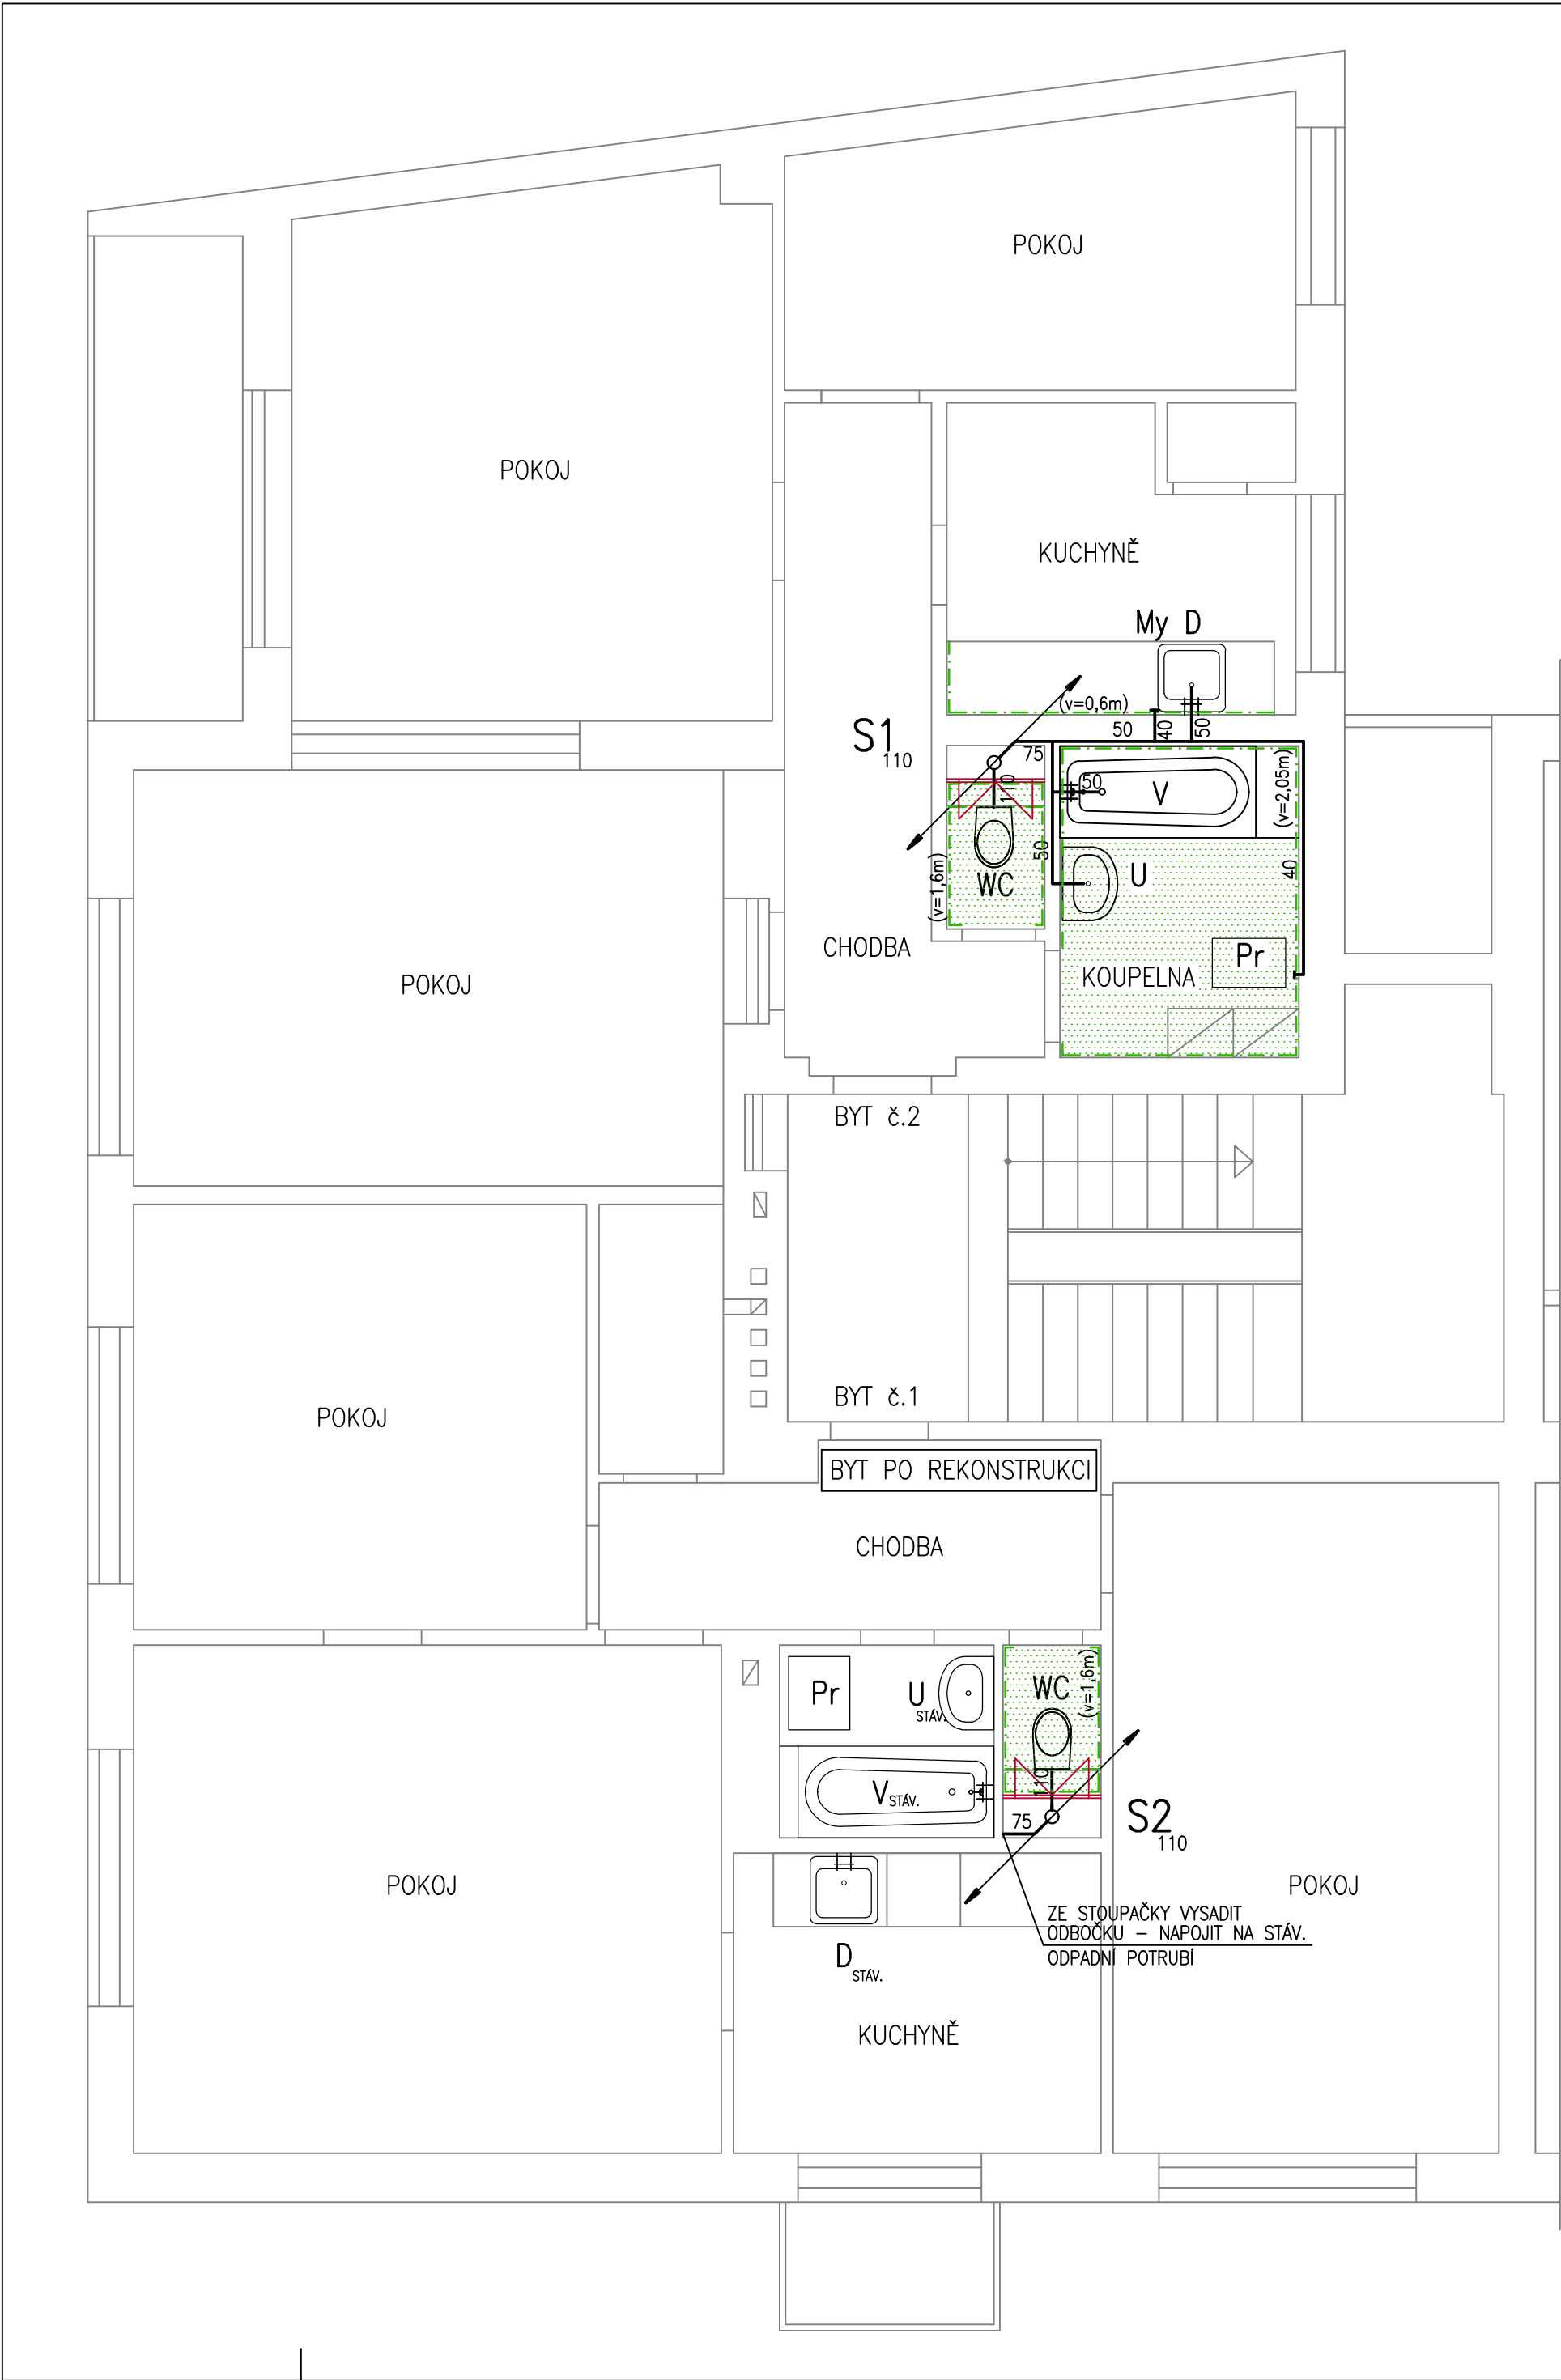 POKOJ
POKOJ
KUCHYNĚ
My D
(v=0,6m)
S1
110
50
40
50
75
110
50
V
(v=2,05m)
50
U
40
WC
(v=1,6m)
CHODBA
Pr
KOUPELNA
POKOJ
BYT č.2
BYT č.1
POKOJ
BYT PO REKONSTRUKCI
CHODBA
WC
(v=1,6m)
Pr
U
STÁV.
V
STÁV.
110
75
S2
110
POKOJ
POKOJ
ZE STOUPAČKY VYSADIT
ODBOČKU – NAPOJIT NA STÁV.
ODPADNÍ POTRUBÍ
D
STÁV.
KUCHYNĚ